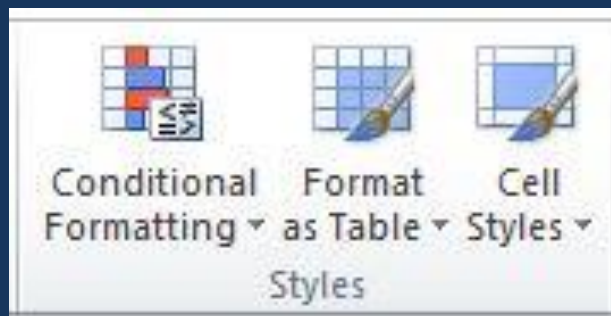 Conditional Formatting
Format as Table
Cell Styles
Styles